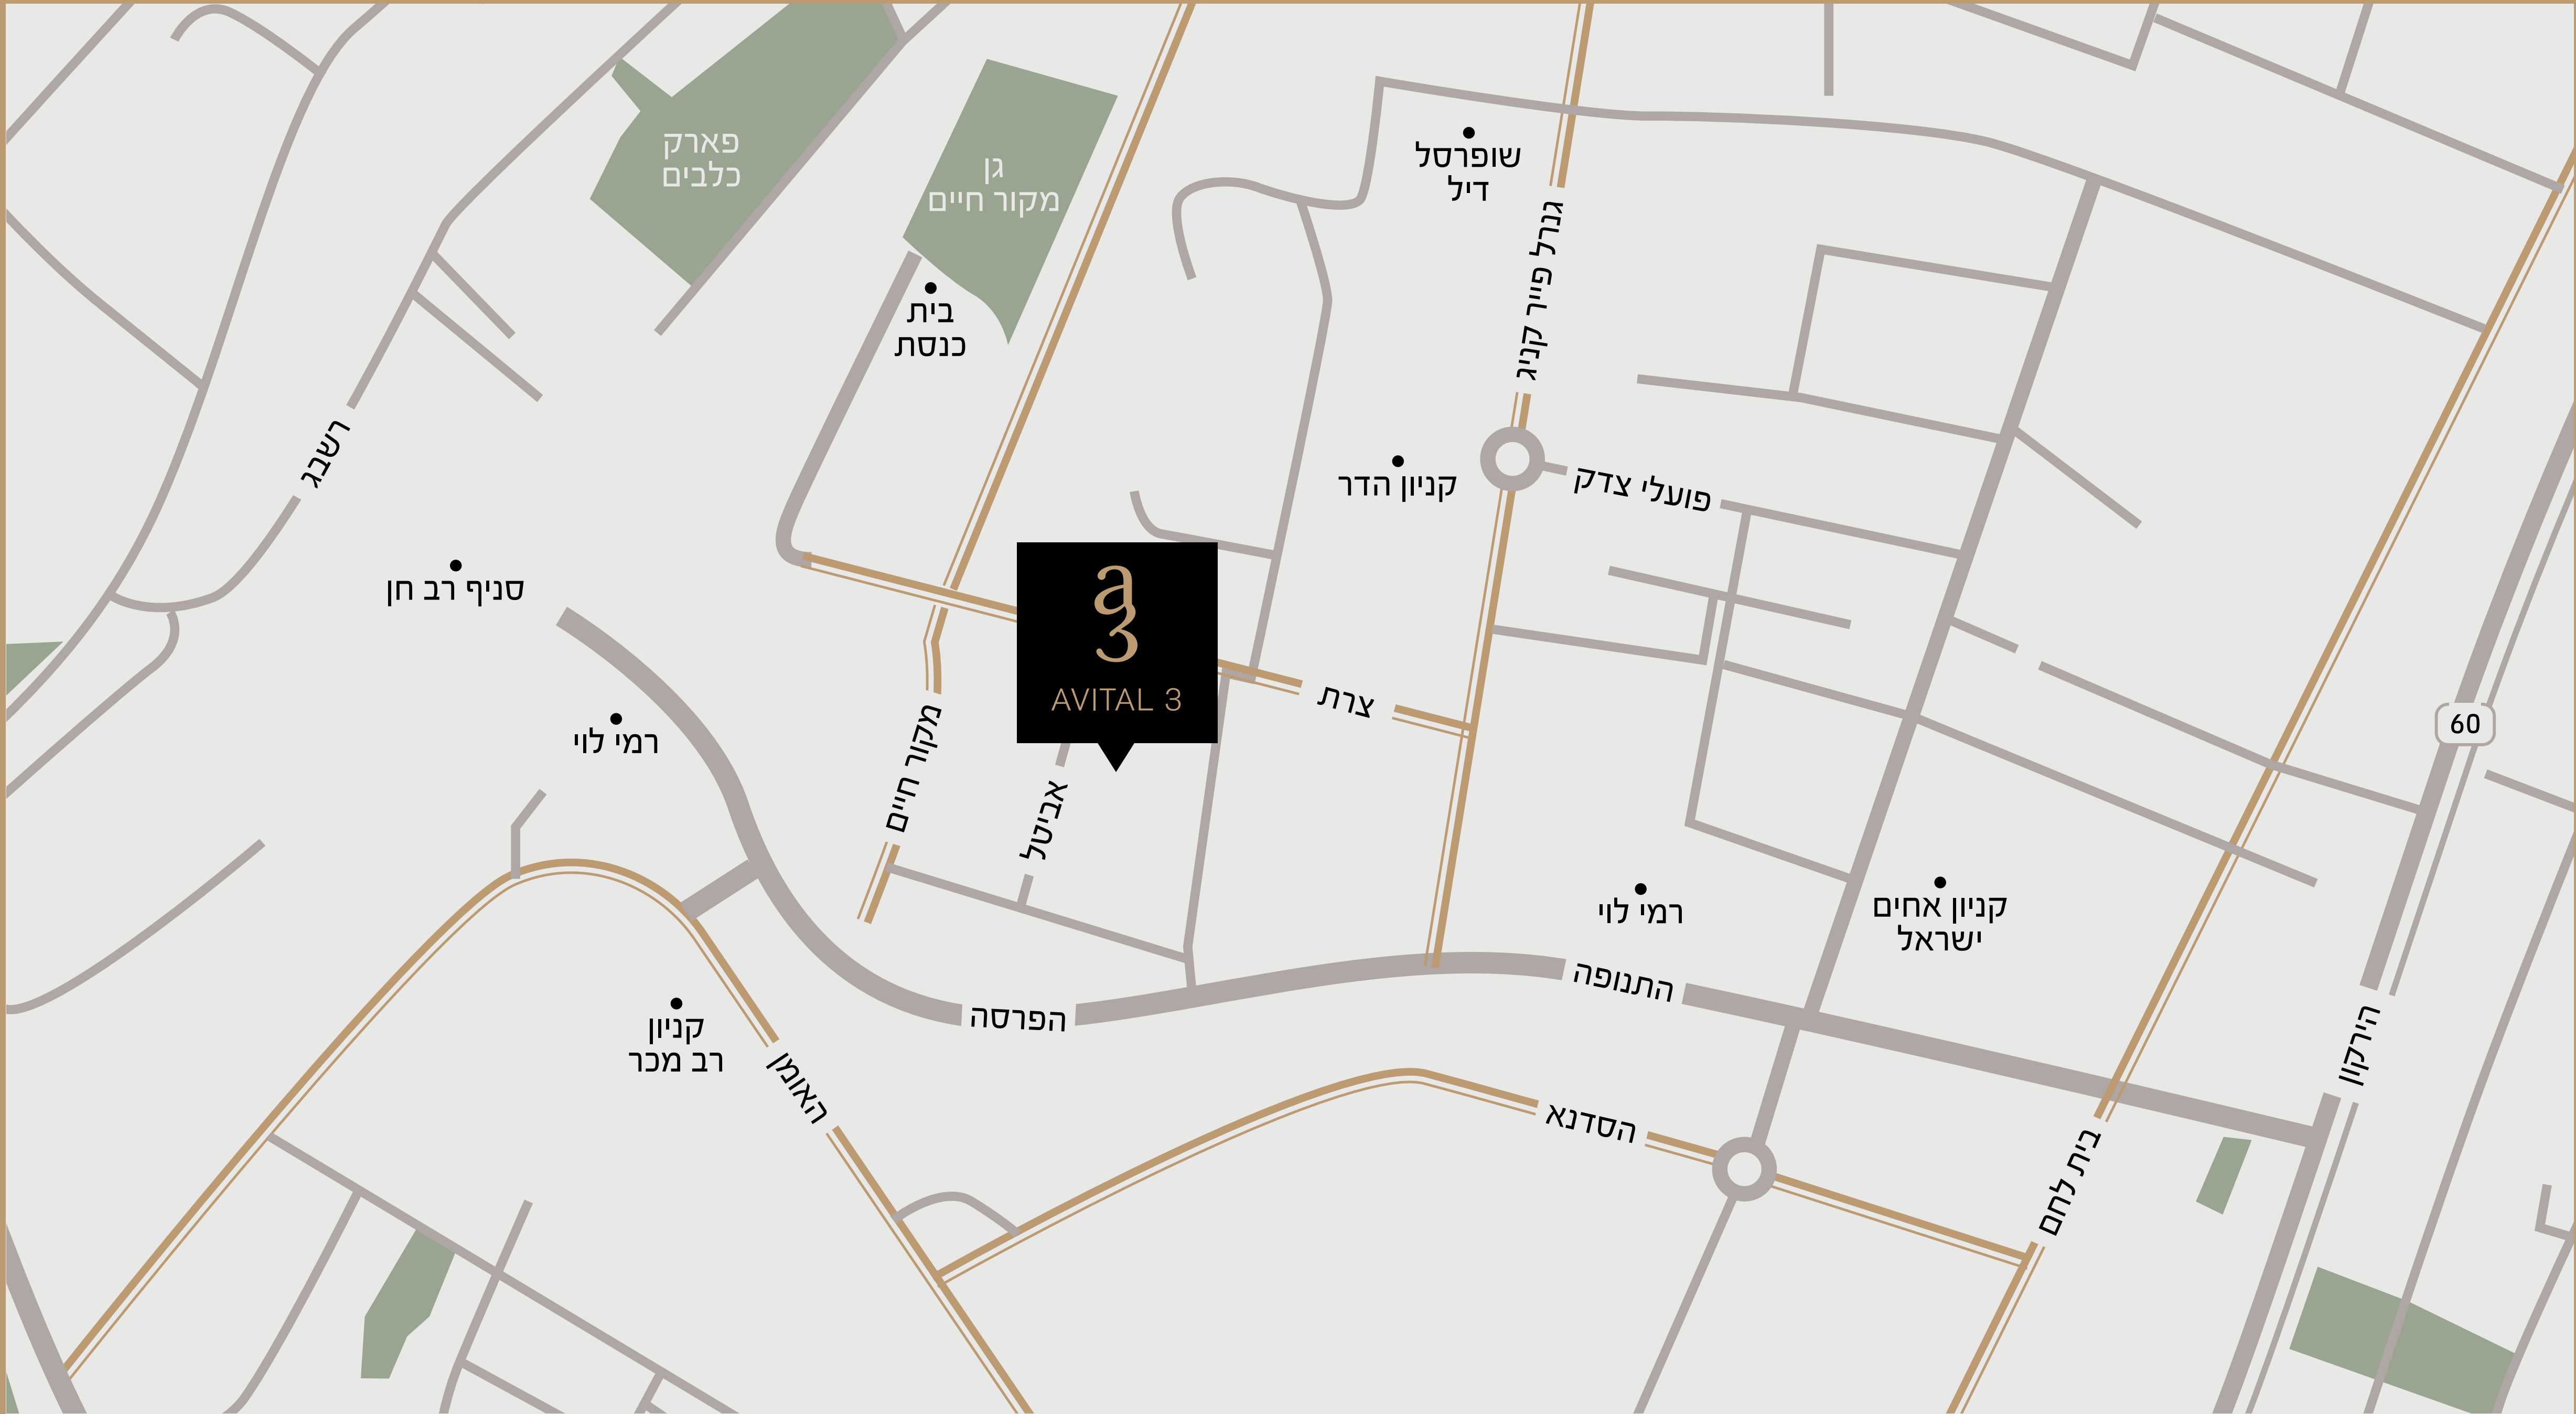 פארק
כלבים
גן
מקור חיים
שופרסל
דיל
גנרל פייר קניג
בית
כנסת
רשבג
קניון הדר
פועלי צדק
סניף רב חן
a
3
AVITAL 3
צרת
רמי לוי
מקור חיים
אביטל
60
רמי לוי
קניון אחים
ישראל
התנופה
הפרסה
קניון
רב מכר
האומן
הסדנא
הירקון
בית לחם